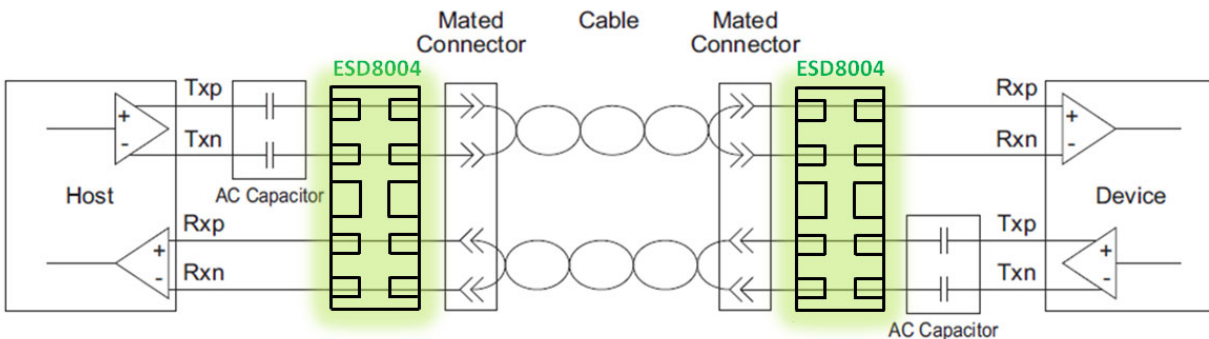 Mated
Connector
Cable
Mated
Connector
ESD8004
ESD8004
Txp
Rxp
+
-
+
-
Txn
Rxn
Host
AC Capacitor
Device
Rxp
Txp
+
-
+
-
Rxn
Txn
AC Capacitor